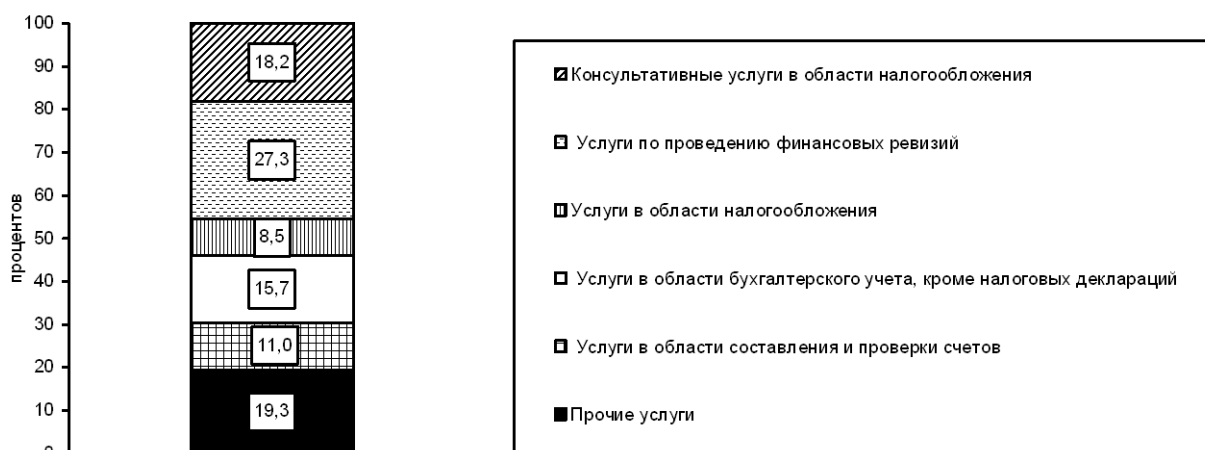 100
90
80
70
60
50
40
30
20
10
0
процентов
18,2
27,3
8,5
15,7
11,0
19,3
Консультативные услуги в области налогообложения
Услуги по проведению финансовых ревизий
Услуги в области налогообложения
Услуги в области бухгалтерского учета, кроме налоговых деклараций
Услуги в области составления и проверки счетов
Прочие услуги